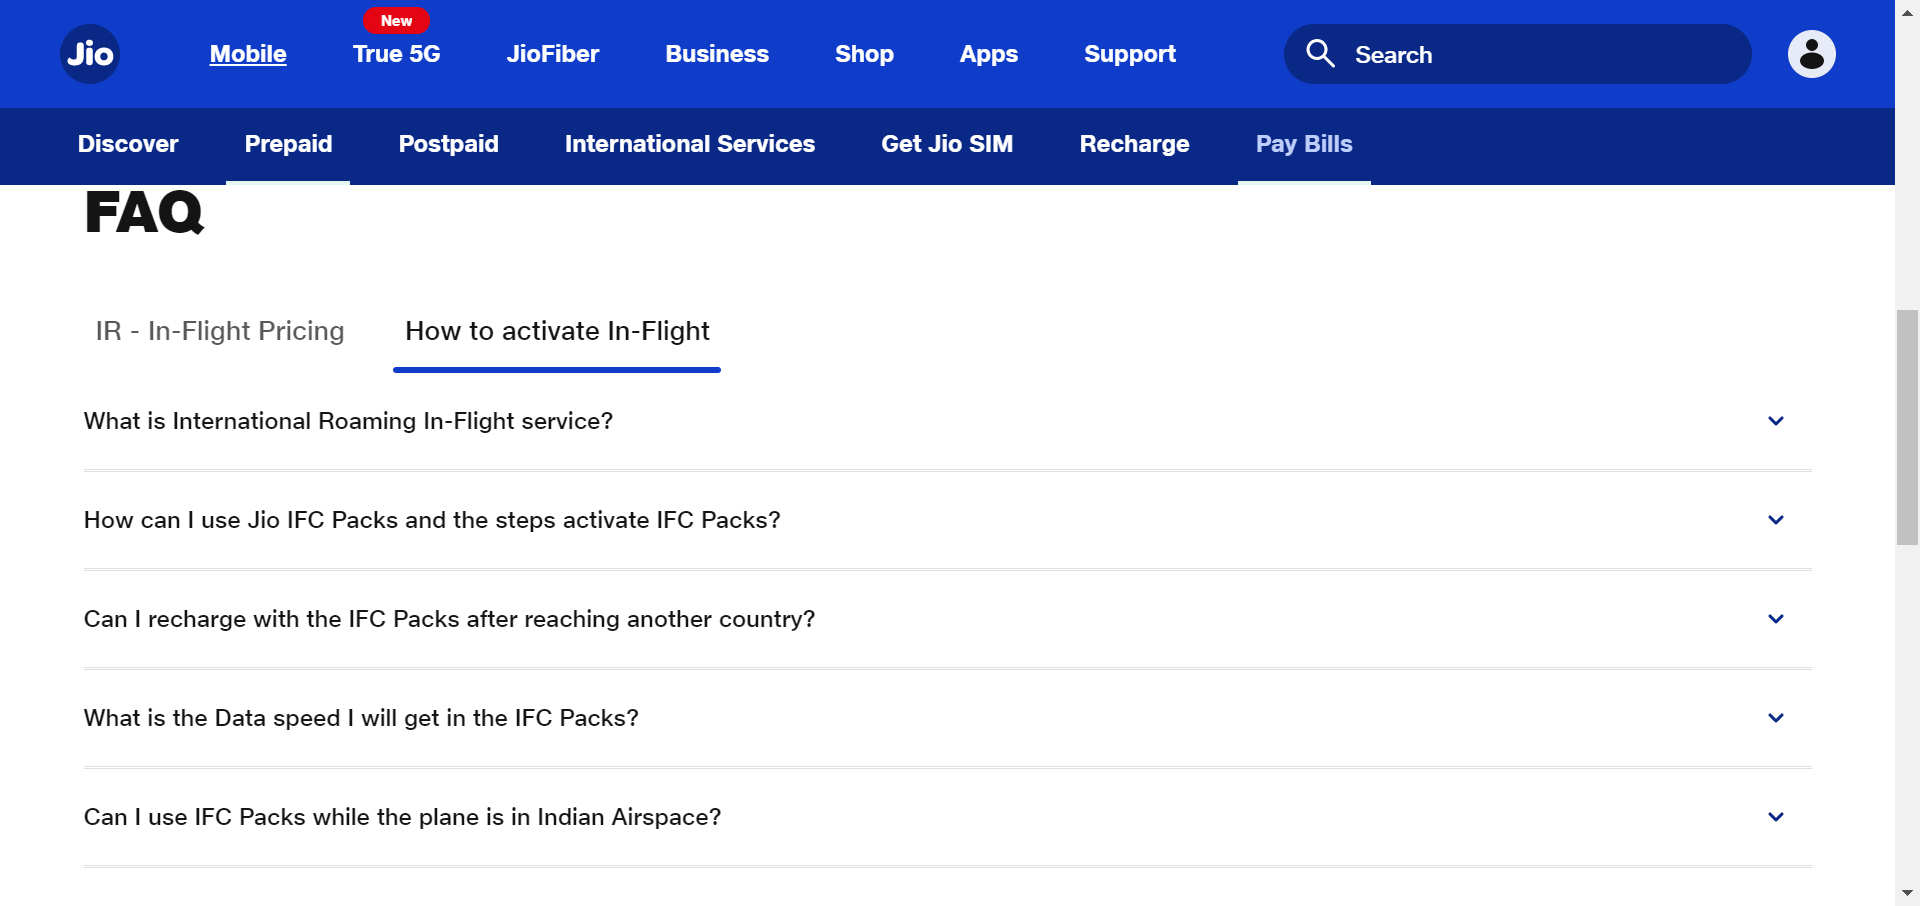 New
Jio Mobile True 5G JioFiber Business Shop Apps Support Search
Discover Prepaid Postpaid International Services Get Jio SIM Recharge Pay Bills
FAQ
IR - In-Flight Pricing How to activate In-Flight
What is International Roaming In-Flight service?
How can I use Jio IFC Packs and the steps activate IFC Packs?
Can I recharge with the IFC Packs after reaching another country?
What is the Data speed I will get in the IFC Packs?
Can I use IFC Packs while the plane is in Indian Airspace?